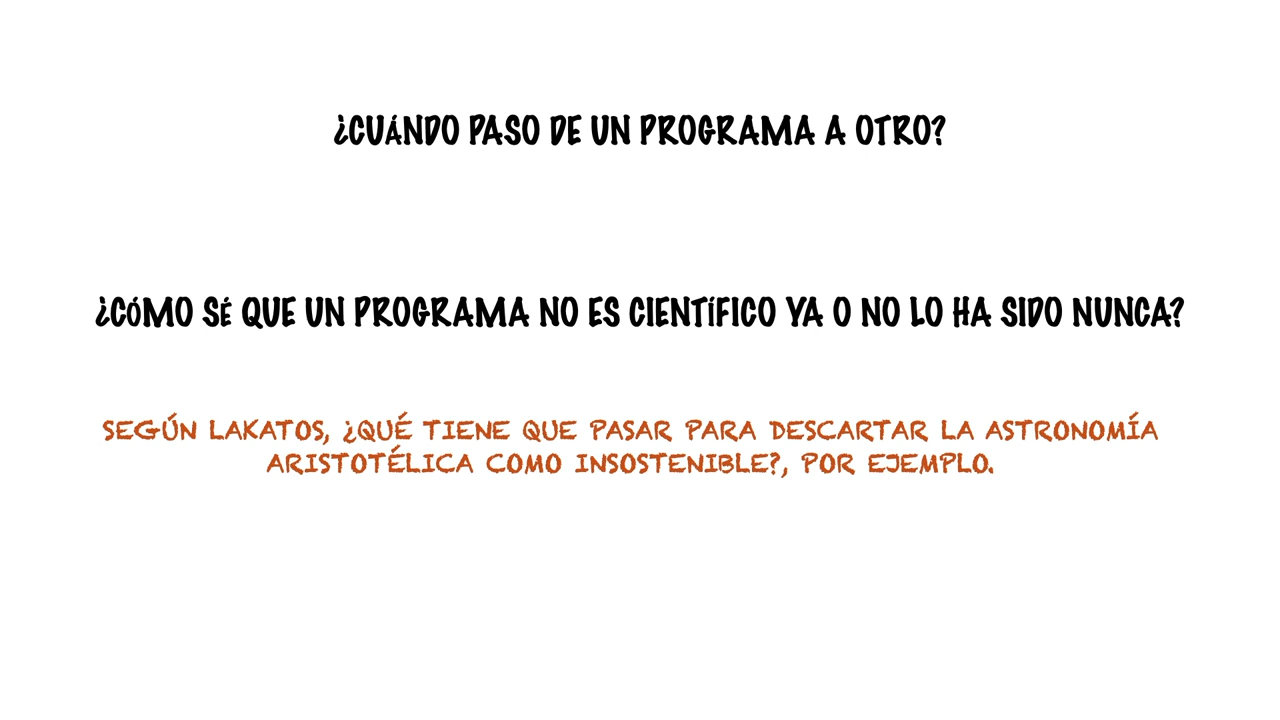 ¿CUÁNDO PASO DE UN PROGRAMA A OTRO?
¿CÓMO SÉ QUE UN PROGRAMA NO ES CIENTÍFICO YA O NO LO HA SIDO NUNCA?
SEGÚN LAKATOS, ¿QUÉ TIENE QUE PASAR PARA DESCARTAR LA ASTRONOMÍA
ARISTOTÉLICA COMO INSOSTENIBLE?, POR EJEMPLO.